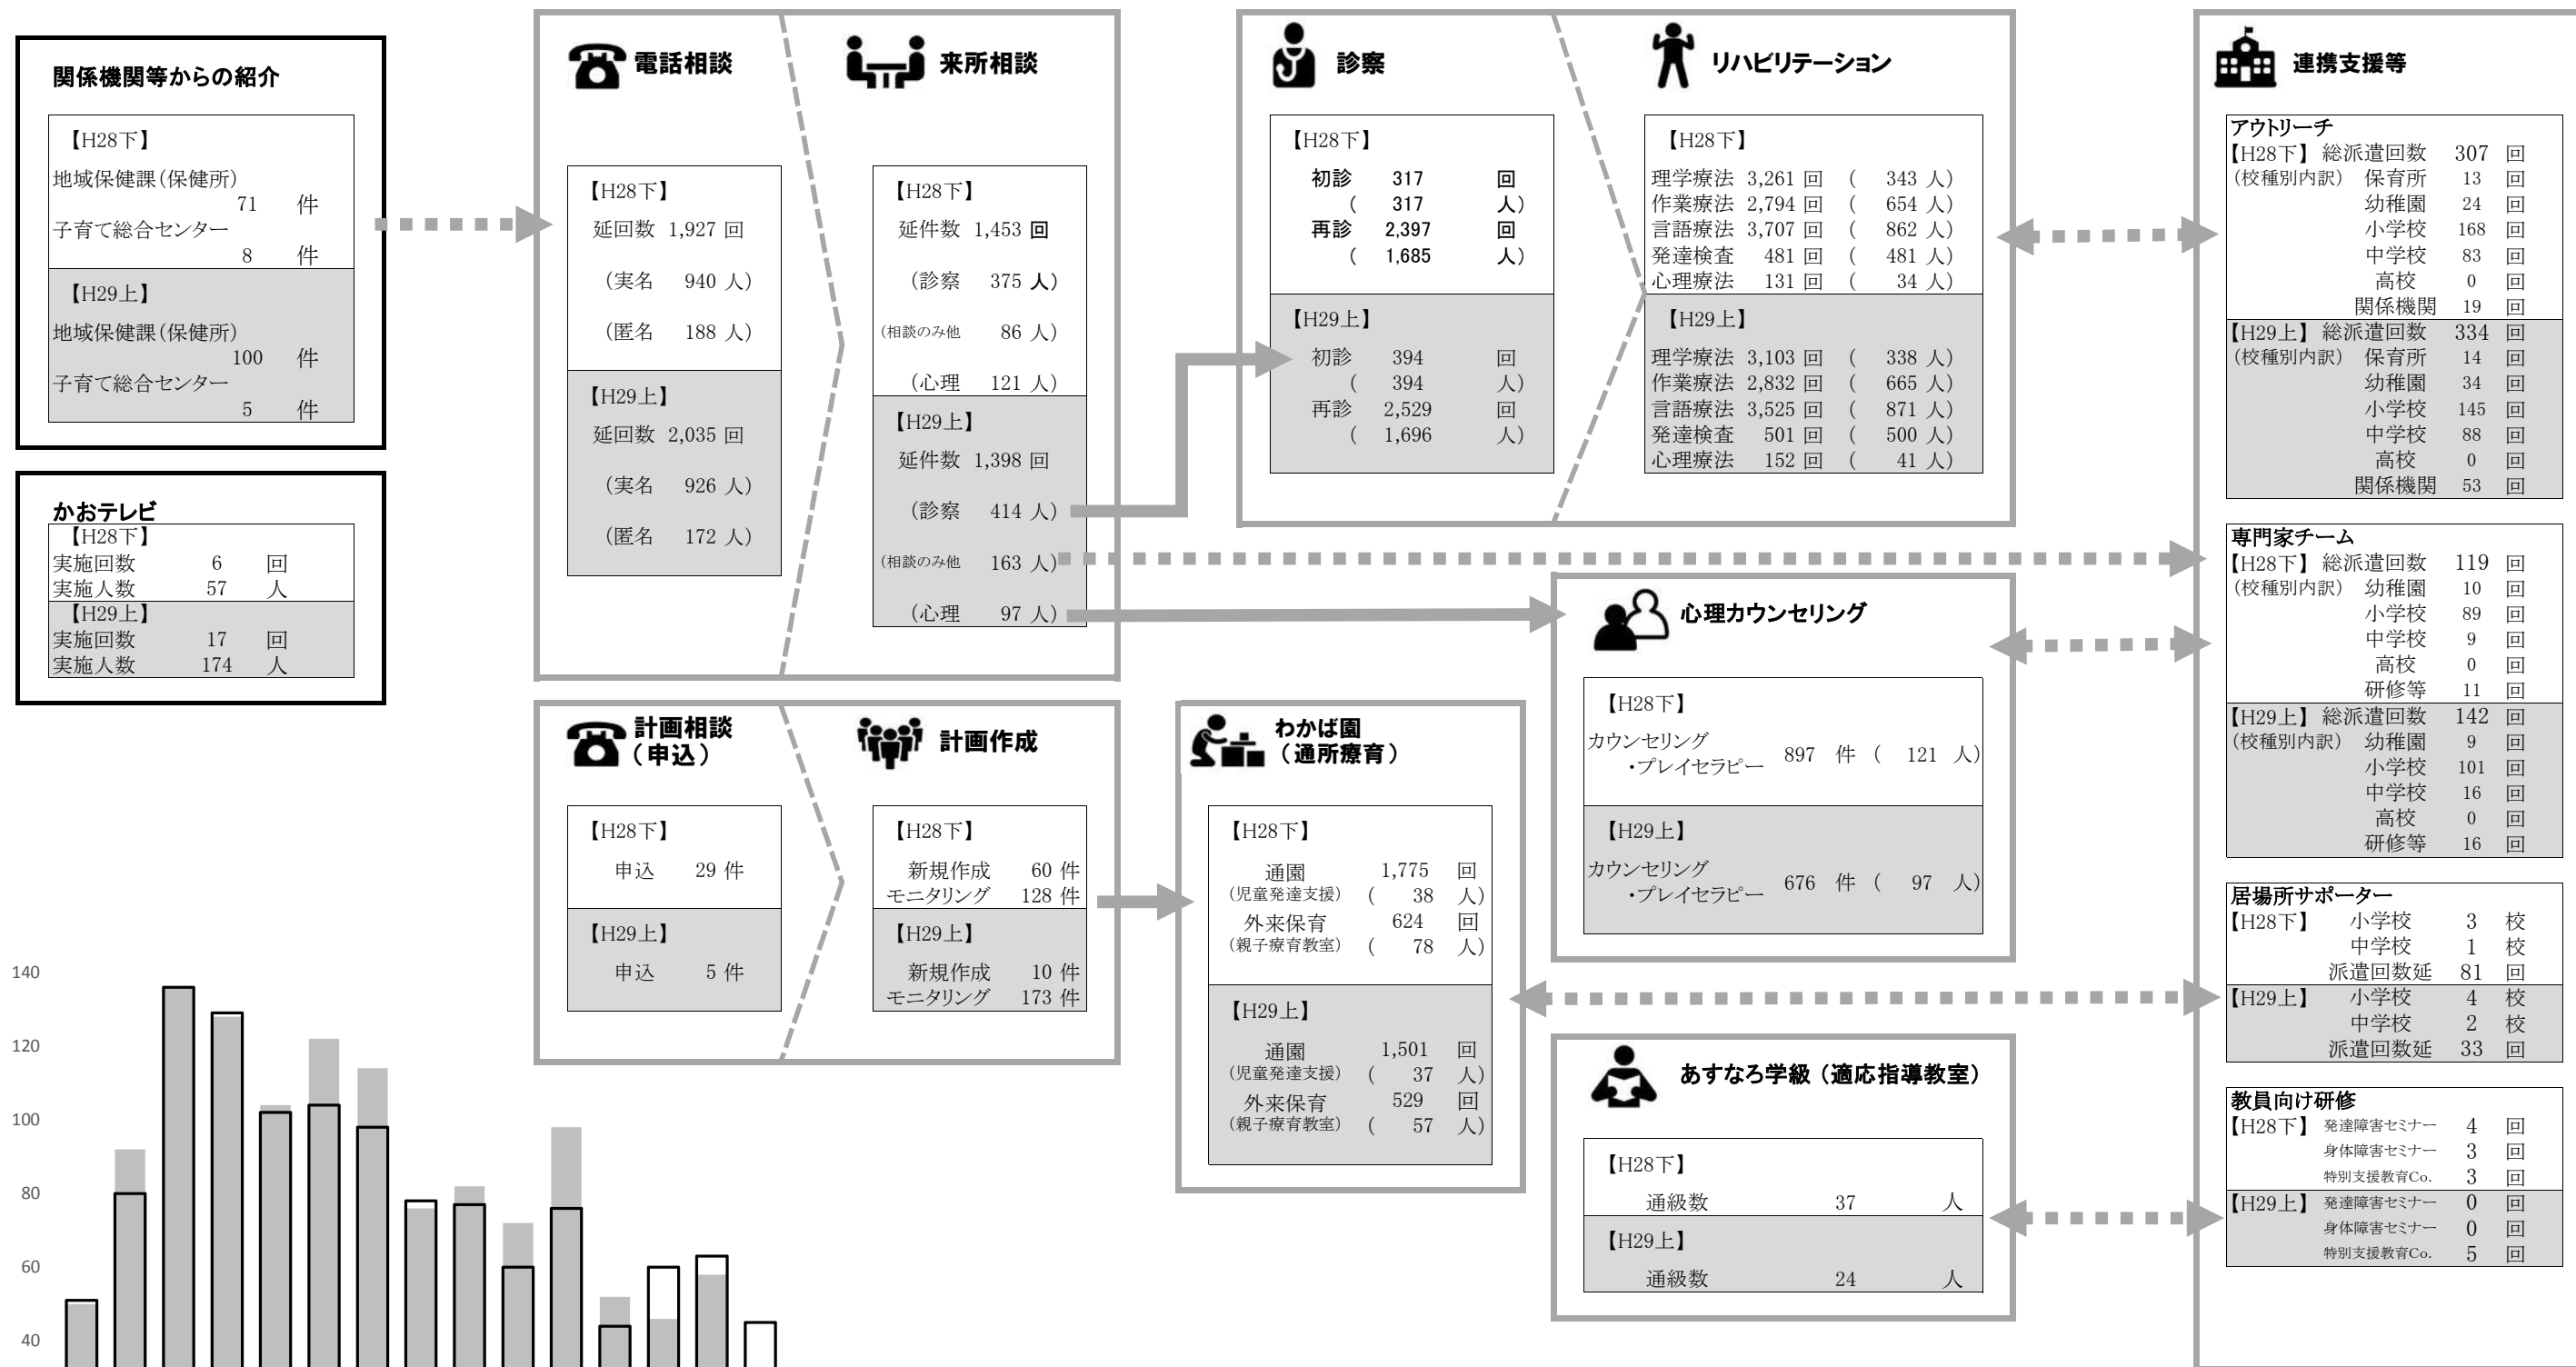 関係機関等からの紹介
【H28下】
地域保健課(保健所)
71 件
子育て総合センター
8 件
【H29上】
地域保健課(保健所)
100 件
子育て総合センター
5 件
かおテレビ
【H28下】
実施回数 6 回
実施人数 57 人
【H29上】
実施回数 17 回
実施人数 174 人
電話相談
【H28下】
延回数 1,927 回
(実名 940 人)
(匿名 188 人)
【H29上】
延回数 2,035 回
(実名 926 人)
(匿名 172 人)
来所相談
【H28下】
延件数 1,453 回
(診察 375 人)
(相談のみ他 86 人)
(心理 121 人)
【H29上】
延件数 1,398 回
(診察 414 人)
(相談のみ他 163 人)
(心理 97 人)
診察
【H28下】
初診 317 回
( 317 人)
再診 2,397 回
( 1,685 人)
【H29上】
初診 394 回
( 394 人)
再診 2,529 回
( 1,696 人)
リハビリテーション
【H28下】
理学療法 3,261 回 ( 343 人)
作業療法 2,794 回 ( 654 人)
言語療法 3,707 回 ( 862 人)
発達検査 481 回 ( 481 人)
心理療法 131 回 ( 34 人)
【H29上】
理学療法 3,103 回 ( 338 人)
作業療法 2,832 回 ( 665 人)
言語療法 3,525 回 ( 871 人)
発達検査 501 回 ( 500 人)
心理療法 152 回 ( 41 人)
心理カウンセリング
【H28下】
カウンセリング
・プレイセラピー 897 件 ( 121 人)
【H29上】
カウンセリング
・プレイセラピー 676 件 ( 97 人)
計画相談
(申込)
【H28下】
申込 29 件
【H29上】
申込 5 件
計画作成
【H28下】
新規作成 60 件
モニタリング 128 件
【H29上】
新規作成 10 件
モニタリング 173 件
わかば園
(通所療育)
【H28下】
通園 1,775 回
(児童発達支援) ( 38 人)
外来保育 624 回
(親子療育教室) ( 78 人)
【H29上】
通園 1,501 回
(児童発達支援) ( 37 人)
外来保育 529 回
(親子療育教室) ( 57 人)
あすなろ学級(適応指導教室)
【H28下】
通級数 37 人
【H29上】
通級数 24 人
連携支援等
アウトリーチ
【H28下】 総派遣回数 307 回
(校種別内訳) 保育所 13 回
幼稚園 24 回
小学校 168 回
中学校 83 回
高校 0 回
関係機関 19 回
【H29上】 総派遣回数 334 回
(校種別内訳) 保育所 14 回
幼稚園 34 回
小学校 145 回
中学校 88 回
高校 0 回
関係機関 53 回
専門家チーム
【H28下】 総派遣回数 119 回
(校種別内訳) 幼稚園 10 回
小学校 89 回
中学校 9 回
高校 0 回
研修等 11 回
【H29上】 総派遣回数 142 回
(校種別内訳) 幼稚園 9 回
小学校 101 回
中学校 16 回
高校 0 回
研修等 16 回
居場所サポーター
【H28下】 小学校 3 校
中学校 1 校
派遣回数延 81 回
【H29上】 小学校 4 校
中学校 2 校
派遣回数延 33 回
教員向け研修
【H28下】 発達障害セミナー 4 回
身体障害セミナー 3 回
特別支援教育Co. 3 回
【H29上】 発達障害セミナー 0 回
身体障害セミナー 0 回
特別支援教育Co. 5 回
140
120
100
80
60
40